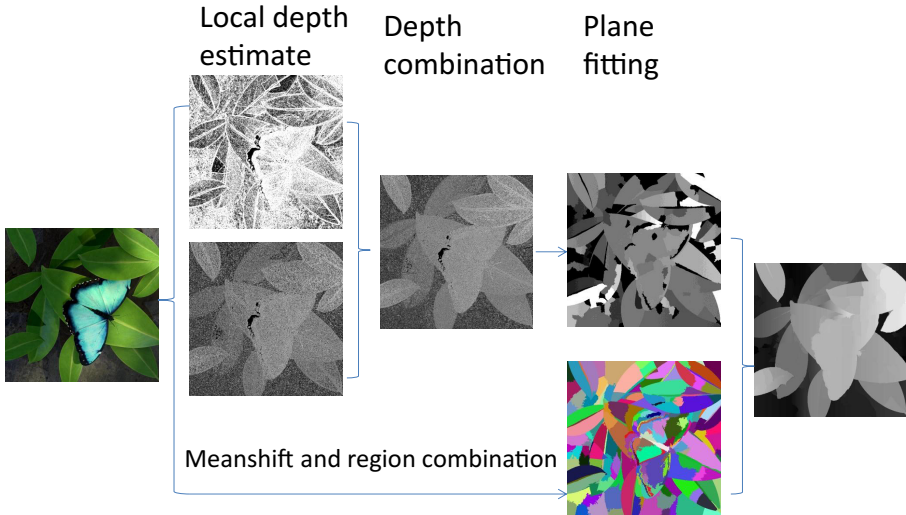 Local depth
estimate
Depth
combination
Plane
fitting
Meanshift and region combination